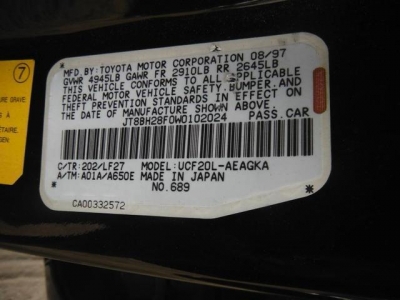 MFD.BY:TOYOTA MOTOR CORPORATION 08/97
GVWR 4945LB GAWR FR 2910LB RR 2645LB
THIS VEHICLE CONFORMS TO ALL APPLICABLE
FEDERAL MOTOR VEHICLE SAFETY,BUMPER,AND
THEFT PREVENTION STANDARDS IN EFFECT ON
THE DATE OF MANUFACTURE SHOWN ABOVE.
JT8BH28F0W0102024 PASS.CAR
C/TR:202/LF27 MODEL:UCF20L-AEAGKA
A/TM:A01A/A650E MADE IN JAPAN
NO.689
CA00332572
7
GRAVE